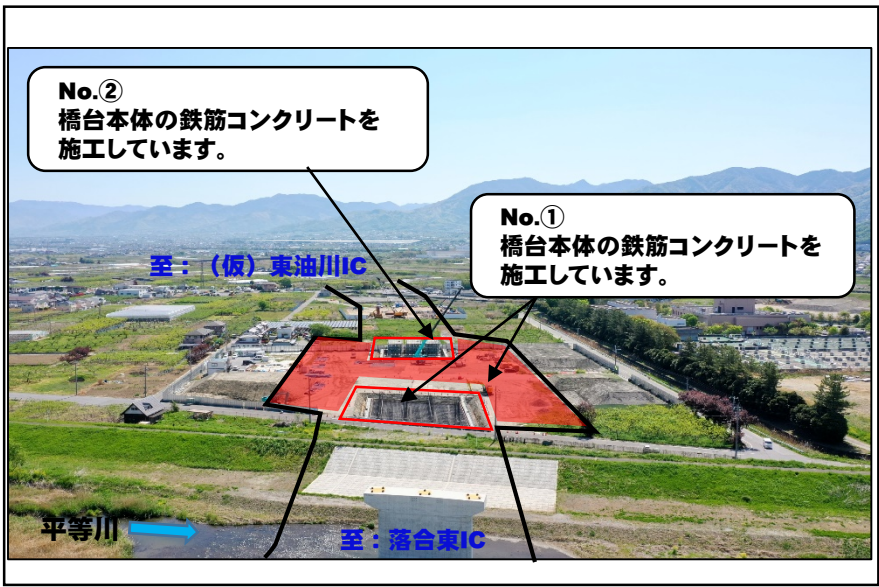 No.②
橋台本体の鉄筋コンクリートを
施工しています。
No.①
橋台本体の鉄筋コンクリートを
施工しています。
至：（仮）東油川IC
平等川
至：落合東IC